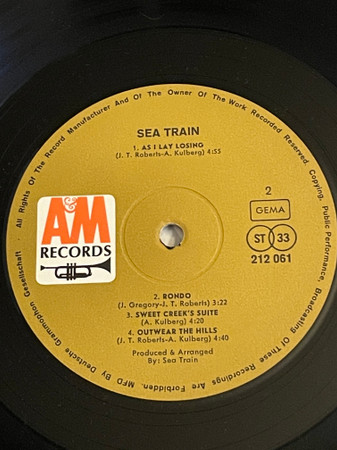 All Rights Of The Record Manufacturer And Of The Owner Of The Work Recorded Reserved. Copying, Public Performance, Broadcasting Of These Recordings Are Forbidden. MFD By Deutsche Grammophon Gesellschaft ·
SEA TRAIN
1. AS I LAY LOSING
(J. T. Roberts-A. Kulberg) 4:55
2
GEMA
ST 33
212 061
A&M
RECORDS
2. RONDO
(J. Gregory-J. T. Roberts) 3:22
3. SWEET CREEK'S SUITE
(A. Kulberg) 4:20
4. OUTWEAR THE HILLS
(J. T. Roberts-A. Kulberg) 4:40
Produced & Arranged
By: Sea Train